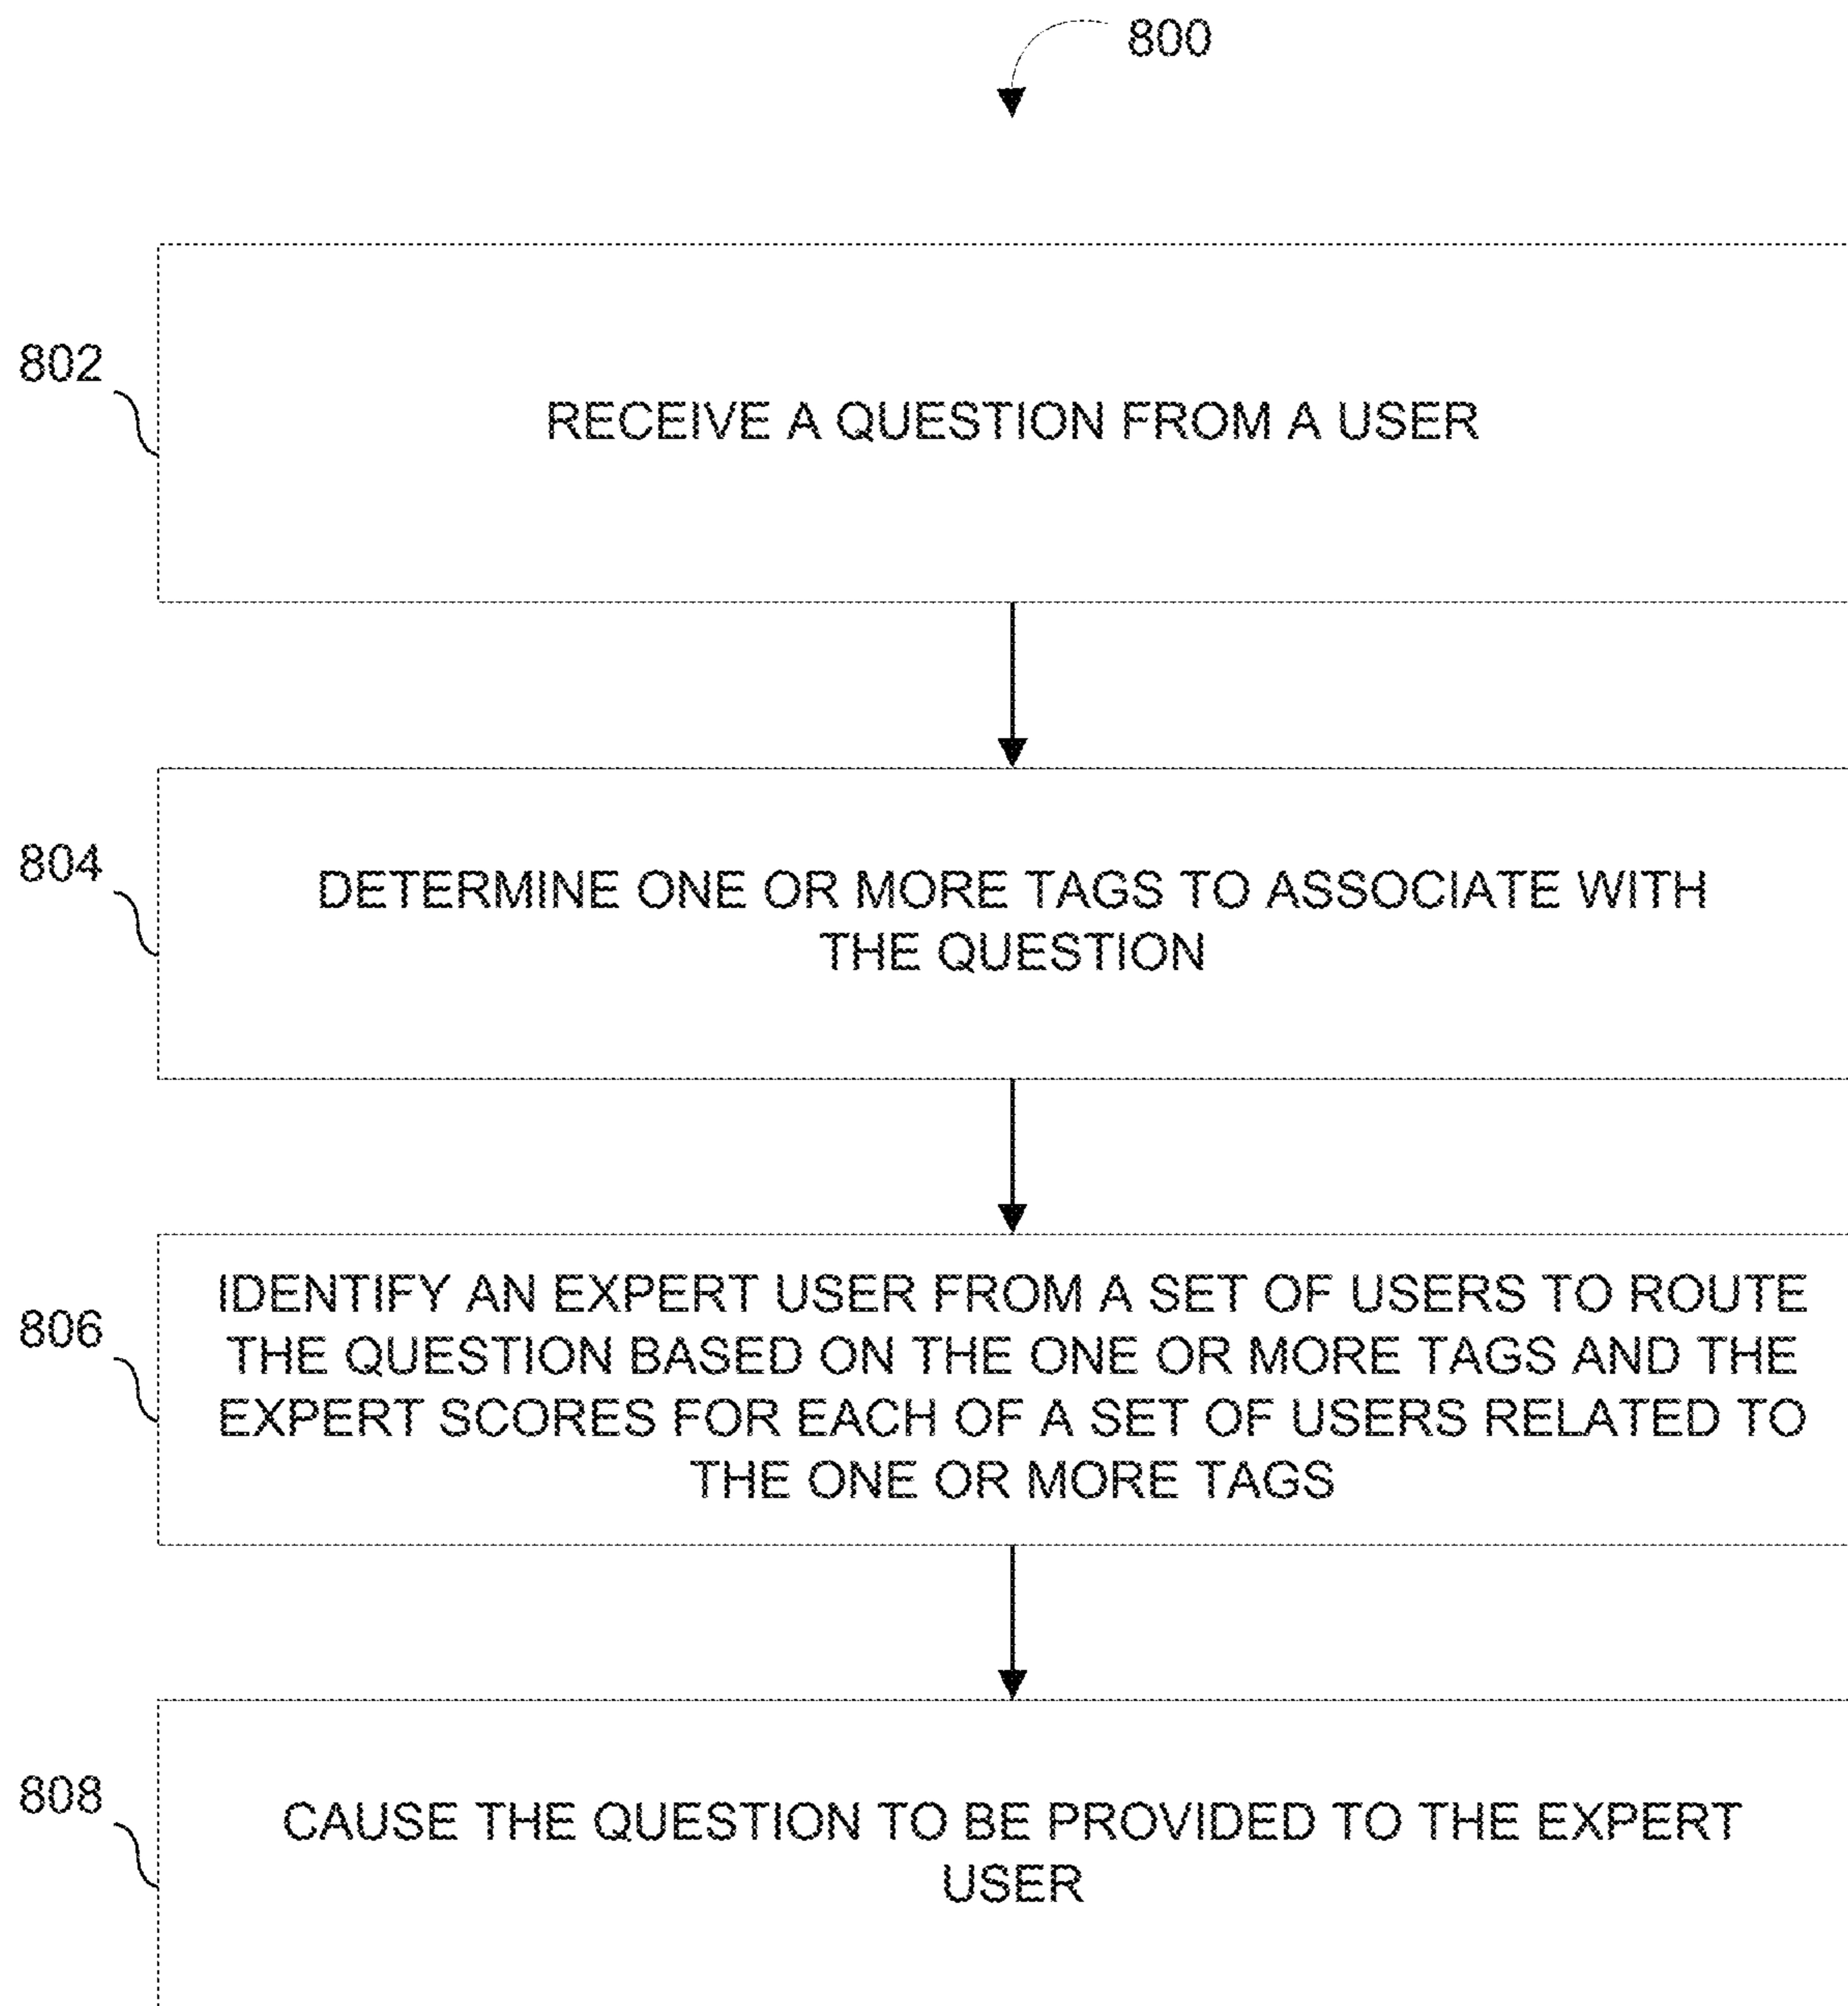 800
802
RECEIVE A QUESTION FROM A USER
804
DETERMINE ONE OR MORE TAGS TO ASSOCIATE WITH
THE QUESTION
806
IDENTIFY AN EXPERT USER FROM A SET OF USERS TO ROUTE
THE QUESTION BASED ON THE ONE OR MORE TAGS AND THE
EXPERT SCORES FOR EACH OF A SET OF USERS RELATED TO
THE ONE OR MORE TAGS
808
CAUSE THE QUESTION TO BE PROVIDED TO THE EXPERT
USER